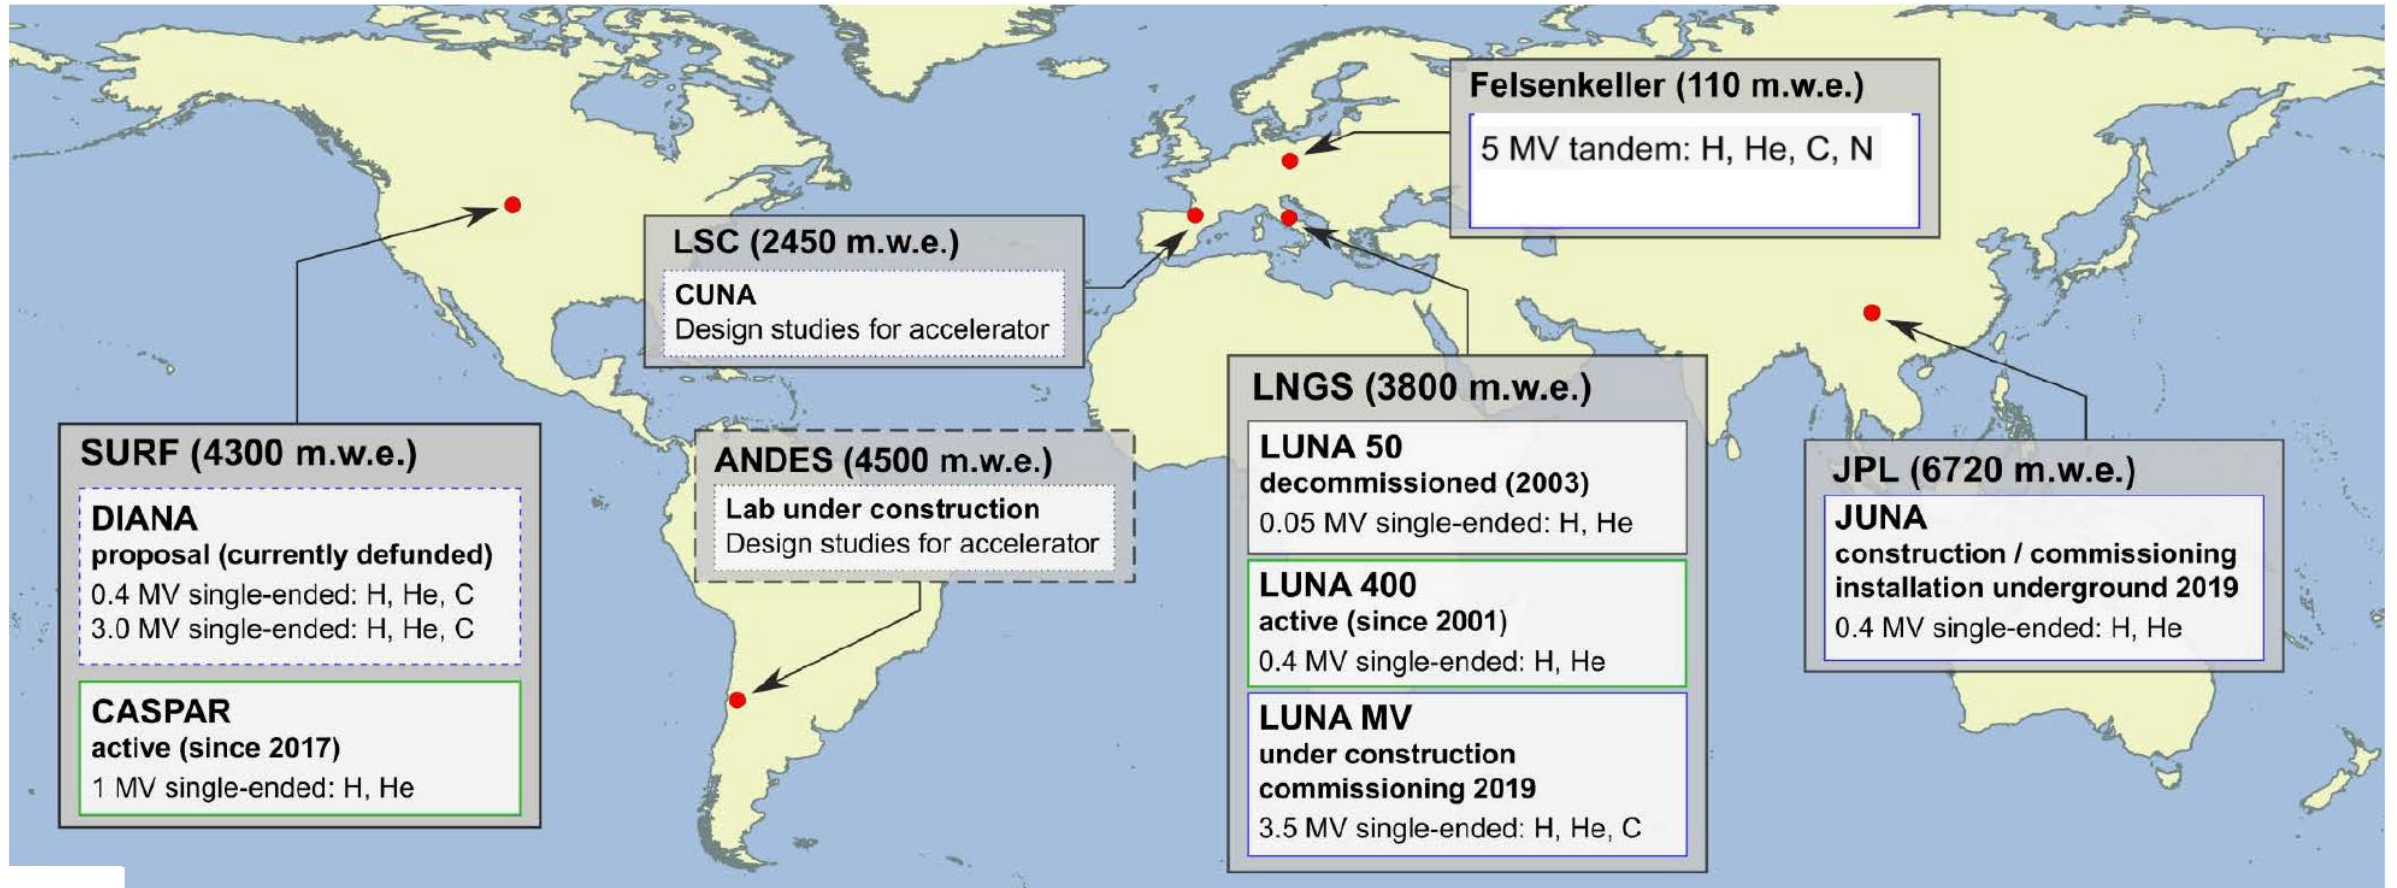 Felsenkeller (110 m.w.e.)
5 MV tandem: H, He, C, N
LSC (2450 m.w.e.)
CUNA
Design studies for accelerator
LNGS (3800 m.w.e.)
LUNA 50
decommissioned (2003)
0.05 MV single-ended: H, He
LUNA 400
active (since 2001)
0.4 MV single-ended: H, He
LUNA MV
under construction
commissioning 2019
3.5 MV single-ended: H, He, C
SURF (4300 m.w.e.)
DIANA
proposal (currently defunded)
0.4 MV single-ended: H, He, C
3.0 MV single-ended: H, He, C
CASPAR
active (since 2017)
1 MV single-ended: H, He
ANDES (4500 m.w.e.)
Lab under construction
Design studies for accelerator
JPL (6720 m.w.e.)
JUNA
construction / commissioning
installation underground 2019
0.4 MV single-ended: H, He